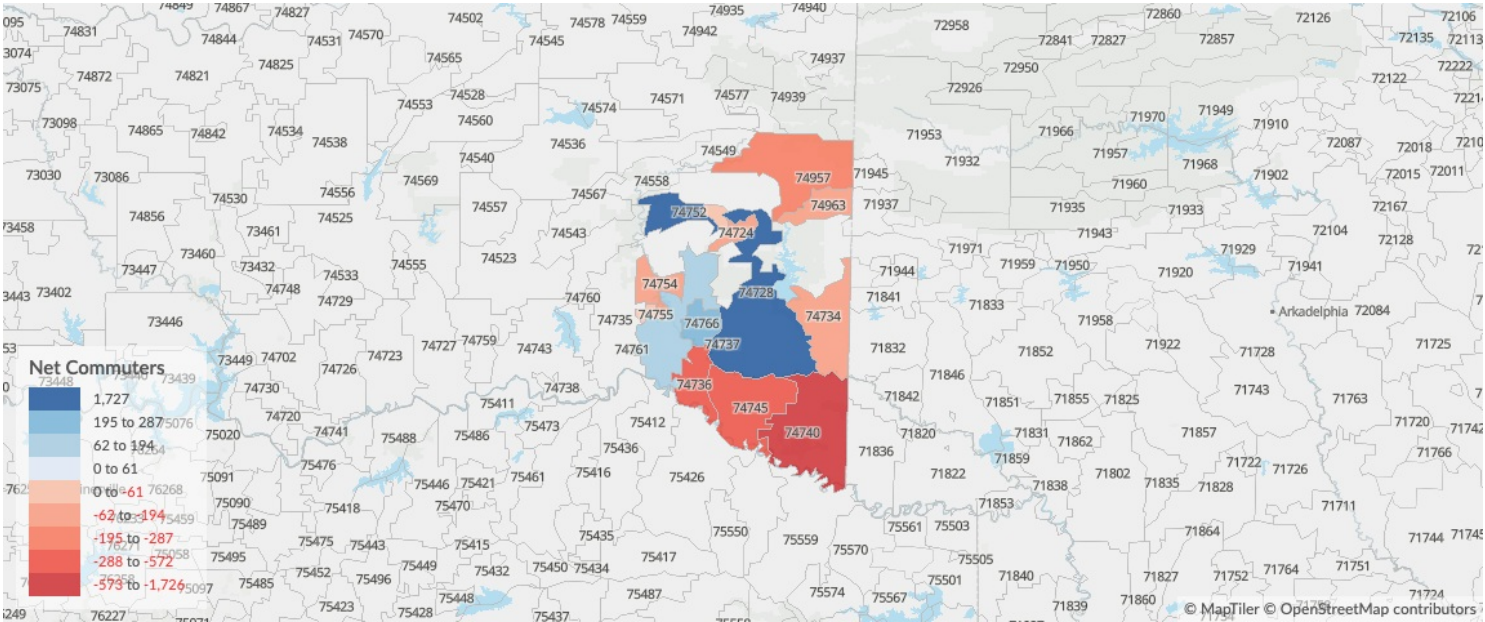 74849 74867 74827 74935 74940
74502 74578 74559 72958 72860 72126 72106
74831 74844 74531 74570 74942 72841 72827 72857 72135 72113
74545
74825 74565 74937 72950 72222
74872 74821 72122
73075 74553 74528 74574 74571 74577 74939 72926
73098 74865 74842 74534 74560 71970 71949 71910
74538 74536 74549 71953 71966 72087 72018
74540 71932 71957 71968
73030 73086 74569 74558 74957 71945 71960 71902 72015 72011
74530 74556 74567 74963 71937
74856 74525 74557 74752 71935 71933 72167
73458 73461 74543 74724 71943 72104 72128
73460 74523 71971 71929
73447 73432 74533 74555 71944 71959 71950 71920 71941
73402 74748 74729 74760 74754 74728 71841 71833
73446 74735 74755 74766 74734 71958 Arkadelphia 72084
73449 74702 74723 74727 74759 74743 74761 74737 71832 71852 71922 71728 71725
Net Commuters
73448 73439
74726 71846
1,727
74730 74738 74736 71842 71743 71763
195 to 287
75076
74720 75411 74745 71851 71855 71825
62 to 194
75020 74741 75488 75486 75473 75412 74740 71820 71831 71862 71857 71720
0 to 61
75476 75436 71836 71859 71766
0 to -61
76268
75091 75446 75421 75461 75416 75426 71822 71838 71802 71835 71828 71722 71726
-62 to -194
75090 75418 75470 71853 71711
75489 75550 75561 75503
-195 to -287
76271 75058
75495 75475 75443 75415 75435 75559 75570 71864 71744 71745
-288 to -572
75452 75449 75432 75450 75434 75417 75505 71764 71751
-573 to -1,726
75097 75485 75496 75487 75574 75501 71840 71827 71752 71724
76227 75423 75428 75448 75437 75567 71839 71860
© MapTiler © OpenStreetMap contributors